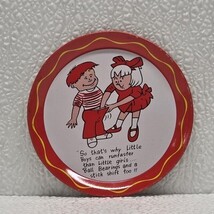 "So that's why little
Boys can run faster
than little girls...
Ball Bearings and a
stick shift too !!